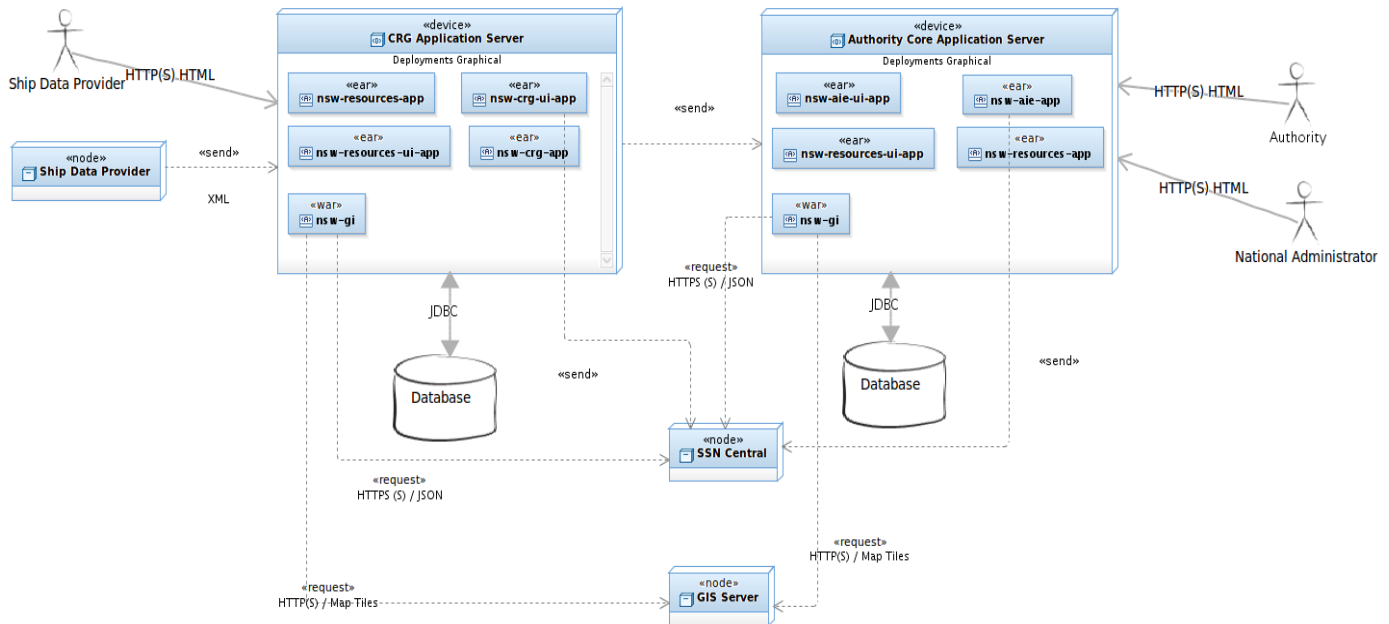 «device»
CRG Application Server
Deployments Graphical
«ear»
nsw-resources-app
«ear»
nsw-crg-ui-app
«ear»
nsw-resources-ui-app
«ear»
nsw-crg-app
«war»
nsw-gi
«device»
Authority Core Application Server
Deployments Graphical
«ear»
nsw-aie-ui-app
«ear»
nsw-aie-app
«ear»
nsw-resources-ui-app
«ear»
nsw-resources-app
«war»
nsw-gi
Ship Data Provider
HTTP(S) HTML
«node»
Ship Data Provider
«send»
XML
«send»
HTTP(S) HTML
Authority
HTTP(S) HTML
National Administrator
JDBC
Database
«request»
HTTPS (S) / JSON
JDBC
Database
«send»
«send»
«node»
SSN Central
«request»
HTTPS (S) / JSON
«request»
HTTP(S) / Map Tiles
«request»
HTTP(S) / Map Tiles
«node»
GIS Server